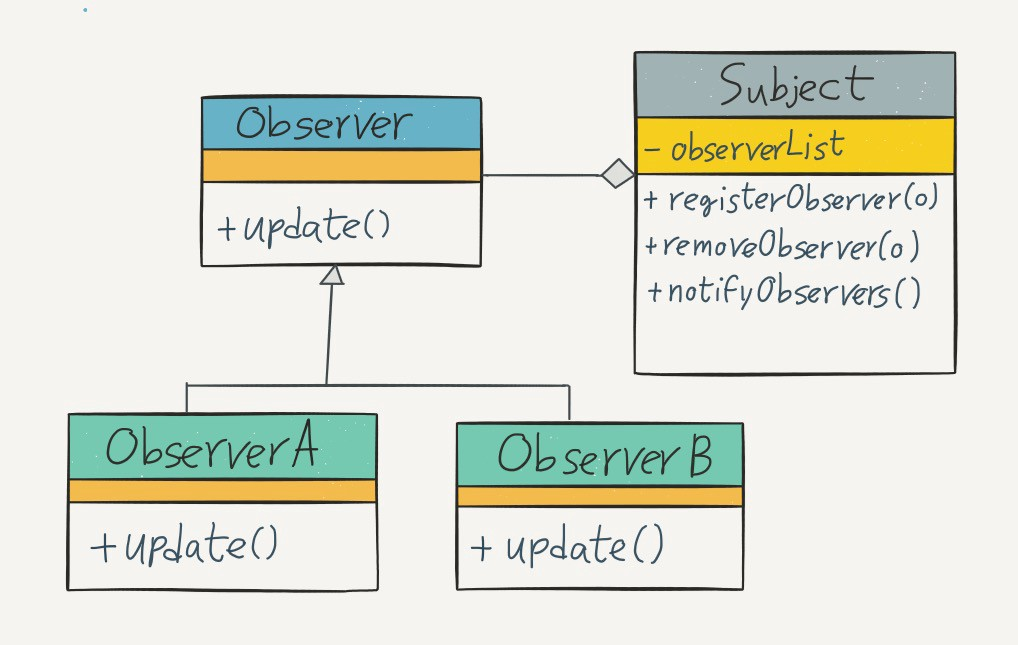 Observer
+ update()
Subject
- observerList
+ registerObserver(o)
+ removeObserver(o)
+ notifyObservers()
ObserverA
+ update()
ObserverB
+ update()